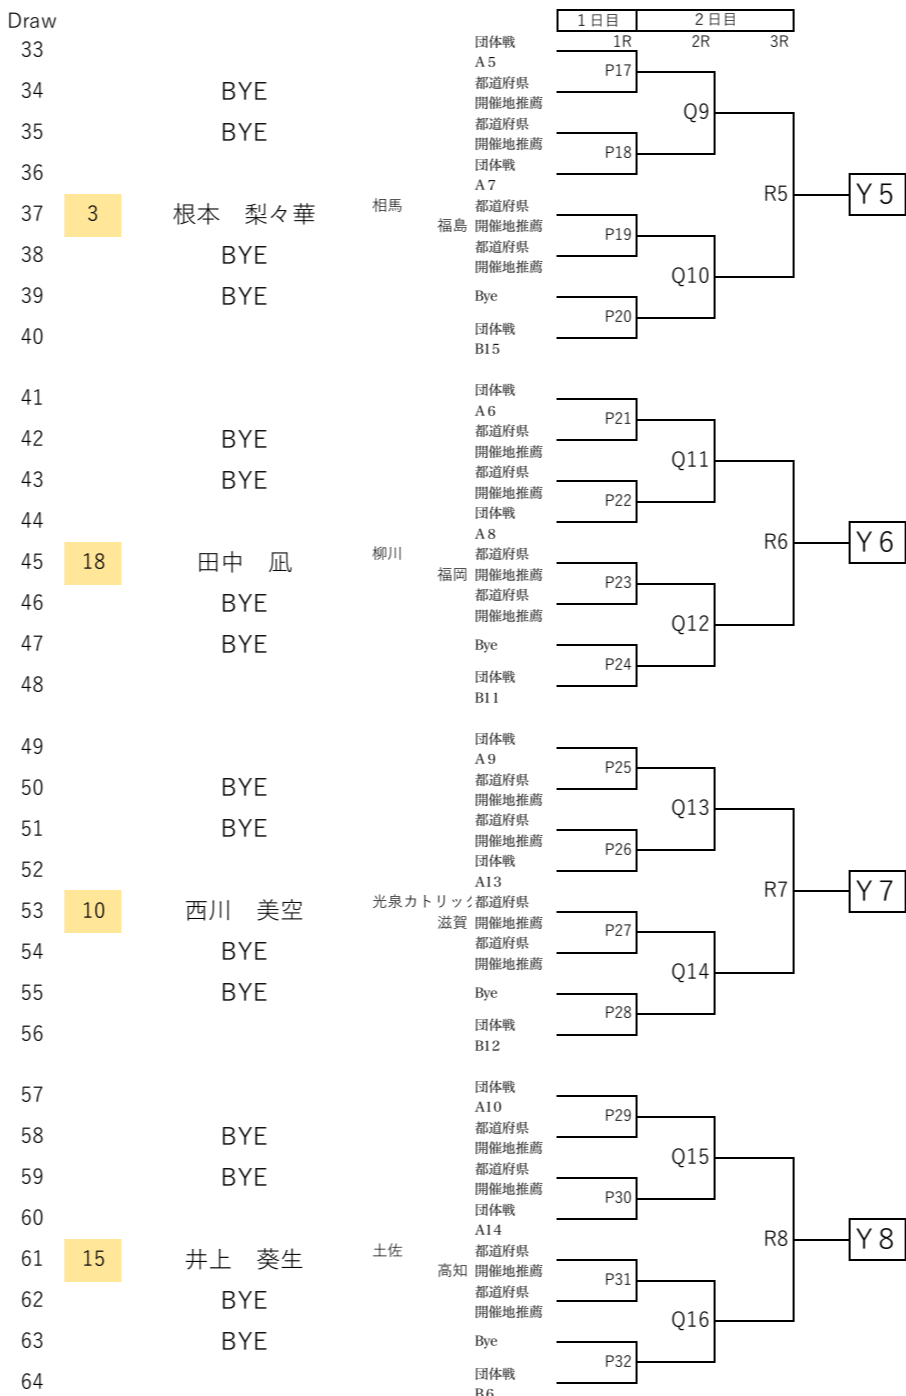 Draw 1日目 2日目
33 団体戦 1R 2R 3R
A5 P17
34 BYE 都道府県
開催地推薦 Q9
35 BYE 都道府県
開催地推薦 P18
36 団体戦
A7 R5 Y5
37 3 根本 梨々華 相馬 都道府県
福島 開催地推薦 P19
38 BYE 都道府県
開催地推薦 Q10
39 BYE Bye
P20
40 団体戦
B15
41 団体戦
A6 P21
42 BYE 都道府県
開催地推薦 Q11
43 BYE 都道府県
開催地推薦 P22
44 団体戦
A8 R6 Y6
45 18 田中 凪 柳川 都道府県
福岡 開催地推薦 P23
46 BYE 都道府県
開催地推薦 Q12
47 BYE Bye
P24
48 団体戦
B11
49 団体戦
A9 P25
50 BYE 都道府県
開催地推薦 Q13
51 BYE 都道府県
開催地推薦 P26
52 団体戦
A13 R7 Y7
53 10 西川 美空 光泉カトリック 都道府県
滋賀 開催地推薦 P27
54 BYE 都道府県
開催地推薦 Q14
55 BYE Bye
P28
56 団体戦
B12
57 団体戦
A10 P29
58 BYE 都道府県
開催地推薦 Q15
59 BYE 都道府県
開催地推薦 P30
60 団体戦
A14 R8 Y8
61 15 井上 葵生 土佐 都道府県
高知 開催地推薦 P31
62 BYE 都道府県
開催地推薦 Q16
63 BYE Bye
P32
64 団体戦
B6